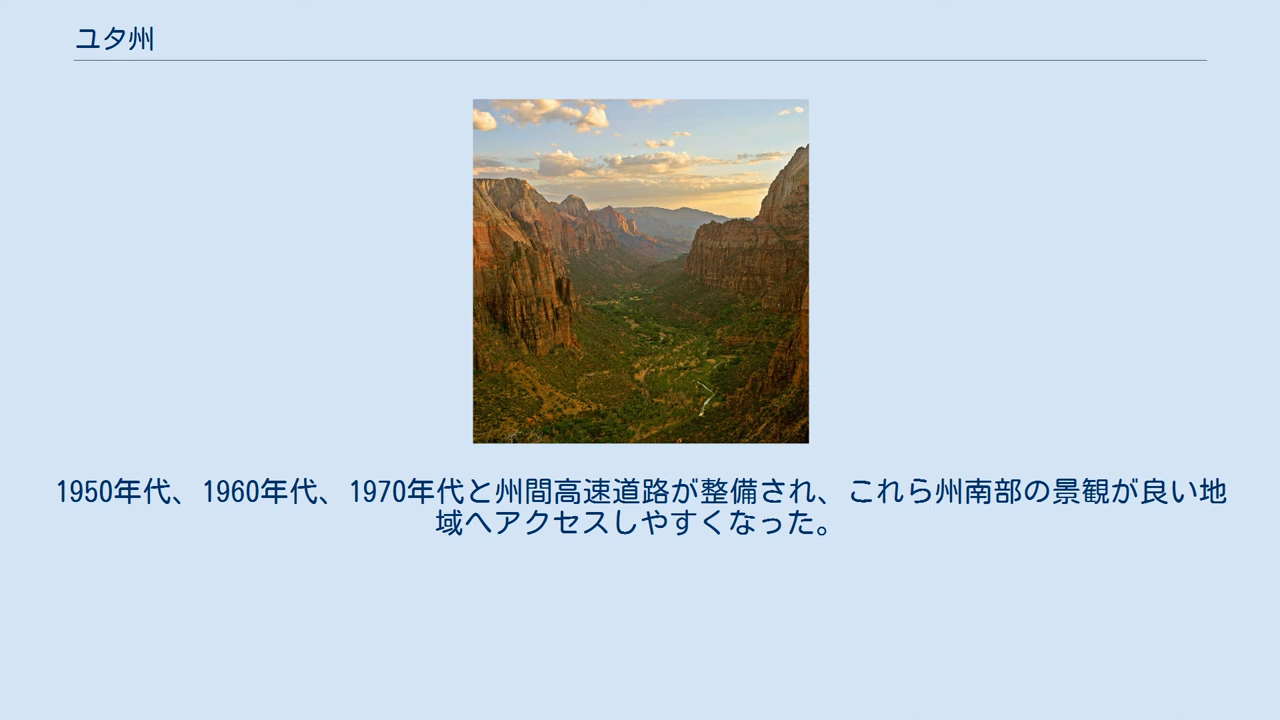 ユタ州
1950年代、1960年代、1970年代と州間高速道路が整備され、これら州南部の景観が良い地
域へアクセスしやすくなった。